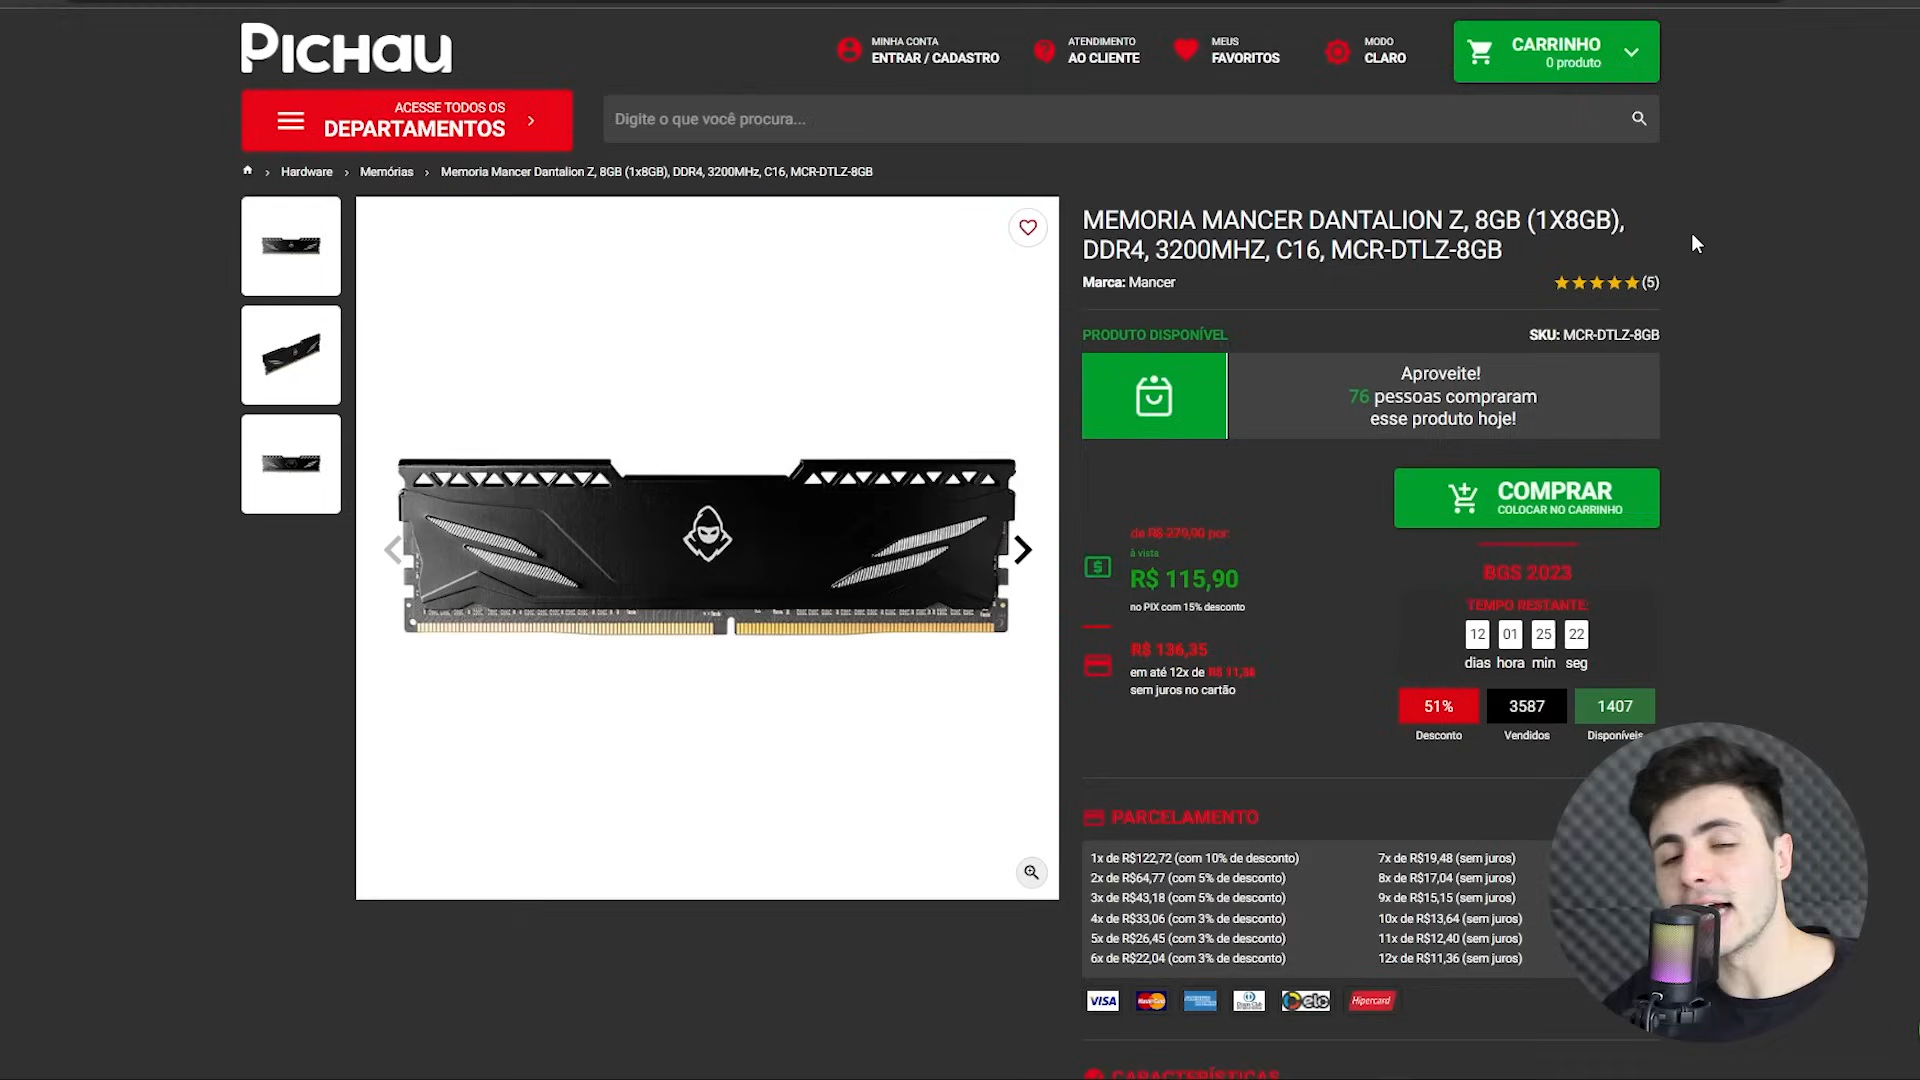 PICHAU
MINHA CONTA
ENTRAR / CADASTRO
ATENDIMENTO
AO CLIENTE
MEUS
FAVORITOS
MODO
CLARO
CARRINHO
0 produto
ACESSE TODOS OS
DEPARTAMENTOS
Digite o que você procura...
Hardware › Memórias › Memoria Mancer Dantalion Z, 8GB (1x8GB), DDR4, 3200MHz, C16, MCR-DTLZ-8GB
MEMORIA MANCER DANTALION Z, 8GB (1X8GB),
DDR4, 3200MHZ, C16, MCR-DTLZ-8GB
Marca: Mancer
(5)
PRODUTO DISPONÍVEL
SKU: MCR-DTLZ-8GB
Aproveite!
76 pessoas compraram
esse produto hoje!
COMPRAR
COLOCAR NO CARRINHO
de R$ 279,90 por:
à vista
R$ 115,90
no PIX com 15% desconto
R$ 136,35
em até 12x de R$ 11,36
sem juros no cartão
BGS 2023
TEMPO RESTANTE:
12 01 25 22
dias hora min seg
51% 3587 1407
Desconto Vendidos Disponíveis
PARCELAMENTO
1x de R$122,72 (com 10% de desconto)
2x de R$64,77 (com 5% de desconto)
3x de R$43,18 (com 5% de desconto)
4x de R$33,06 (com 3% de desconto)
5x de R$26,45 (com 3% de desconto)
6x de R$22,04 (com 3% de desconto)
7x de R$19,48 (sem juros)
8x de R$17,04 (sem juros)
9x de R$15,15 (sem juros)
10x de R$13,64 (sem juros)
11x de R$12,40 (sem juros)
12x de R$11,36 (sem juros)
VISA
MasterCard
elo
Hipercard
CARACTERÍSTICAS